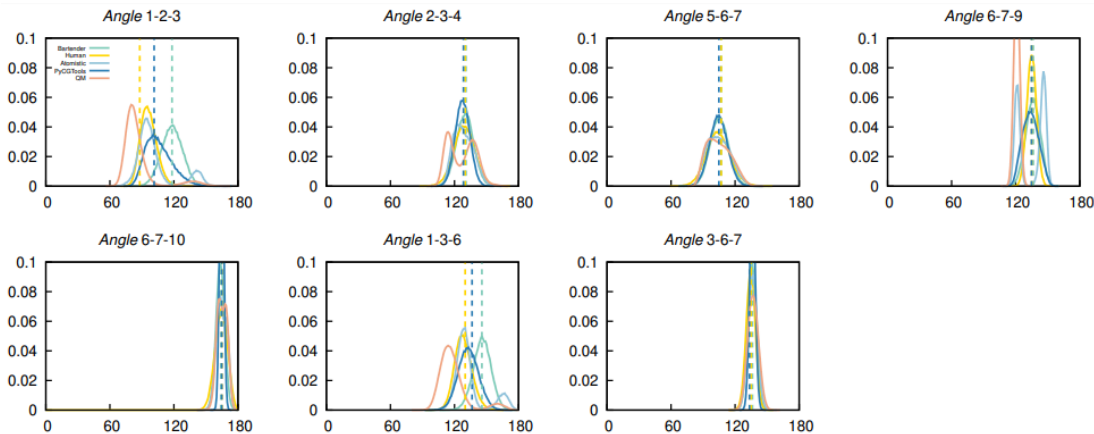 Angle 1-2-3
Angle 2-3-4
Angle 5-6-7
Angle 6-7-9
0.1
0.08
0.06
0.04
0.02
0
Bartender
Human
Atomistic
PyCGTools
QM
0 60 120 180
0.1
0.08
0.06
0.04
0.02
0
0 60 120 180
0.1
0.08
0.06
0.04
0.02
0
0 60 120 180
0.1
0.08
0.06
0.04
0.02
0
0 60 120 180
Angle 6-7-10
Angle 1-3-6
Angle 3-6-7
0.1
0.08
0.06
0.04
0.02
0
0 60 120 180
0.1
0.08
0.06
0.04
0.02
0
0 60 120 180
0.1
0.08
0.06
0.04
0.02
0
0 60 120 180